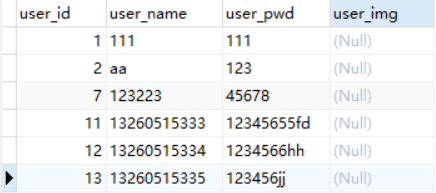 user_id user_name user_pwd user_img
1 111 111 (Null)
2 aa 123 (Null)
7 123223 45678 (Null)
11 13260515333 12345655fd (Null)
12 13260515334 1234566hh (Null)
13 13260515335 123456jj (Null)